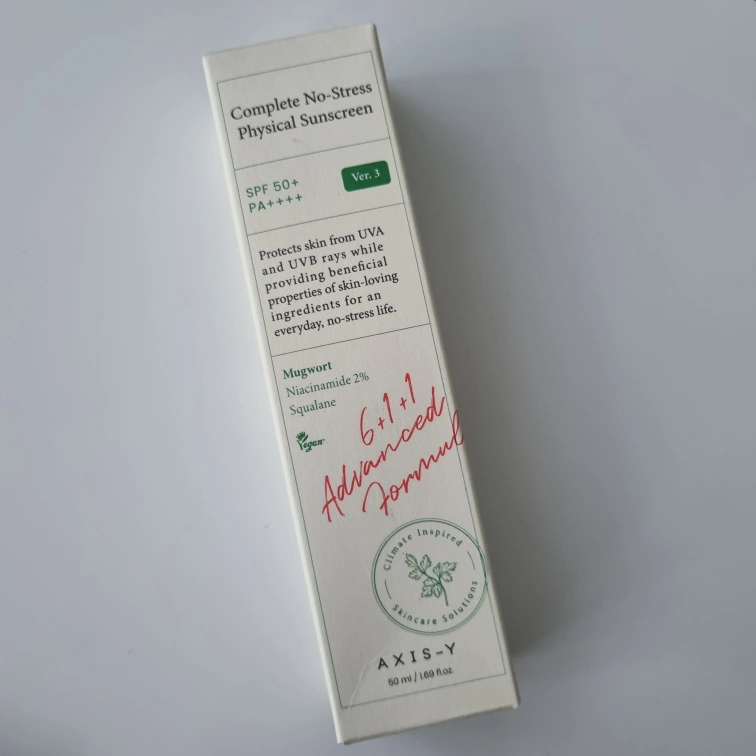 Complete No-Stress
Physical Sunscreen
SPF 50+
PA++++
Ver. 3
Protects skin from UVA
and UVB rays while
providing beneficial
properties of skin-loving
ingredients for an
everyday, no-stress life.
Mugwort
Niacinamide 2%
Squalane
Vegan
6+1+1
Advanced
Formul
Climate Inspired
Skincare Solutions
AXIS-Y
50 ml / 1.69 fl.oz.